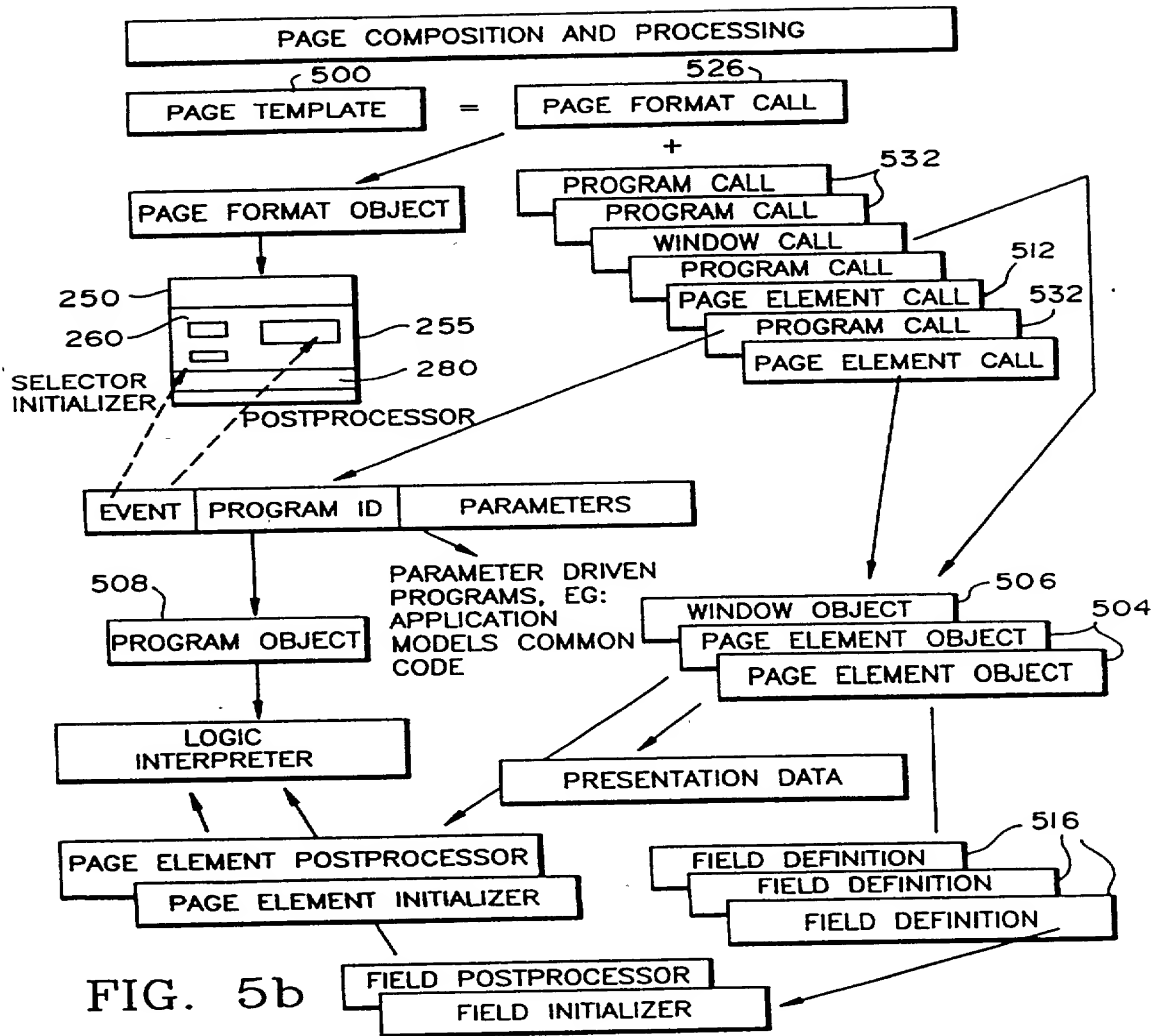 PAGE COMPOSITION AND PROCESSING
500
526
PAGE TEMPLATE = PAGE FORMAT CALL
+
532
PROGRAM CALL
PROGRAM CALL
WINDOW CALL
PROGRAM CALL
512
PAGE ELEMENT CALL
532
PROGRAM CALL
PAGE ELEMENT CALL
PAGE FORMAT OBJECT
250
260
255
280
SELECTOR
INITIALIZER
POSTPROCESSOR
EVENT PROGRAM ID PARAMETERS
PARAMETER DRIVEN
PROGRAMS, EG:
APPLICATION
MODELS COMMON
CODE
508
PROGRAM OBJECT
506
WINDOW OBJECT
504
PAGE ELEMENT OBJECT
PAGE ELEMENT OBJECT
LOGIC
INTERPRETER
PRESENTATION DATA
PAGE ELEMENT POSTPROCESSOR
PAGE ELEMENT INITIALIZER
516
FIELD DEFINITION
FIELD DEFINITION
FIELD DEFINITION
FIELD POSTPROCESSOR
FIELD INITIALIZER
FIG. 5b